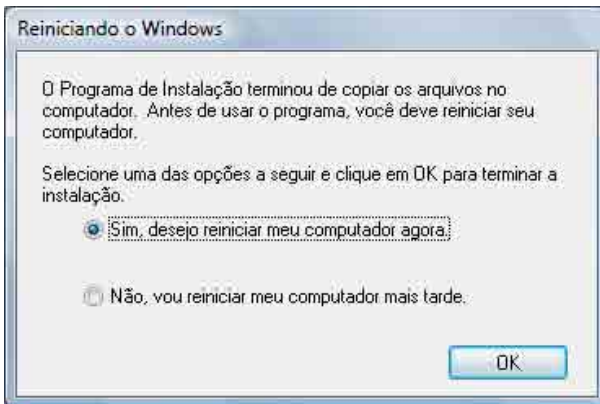 Reiniciando o Windows
O Programa de Instalação terminou de copiar os arquivos no
computador. Antes de usar o programa, você deve reiniciar seu
computador.
Selecione uma das opções a seguir e clique em OK para terminar a
instalação.
Sim, desejo reiniciar meu computador agora.
Não, vou reiniciar meu computador mais tarde.
OK